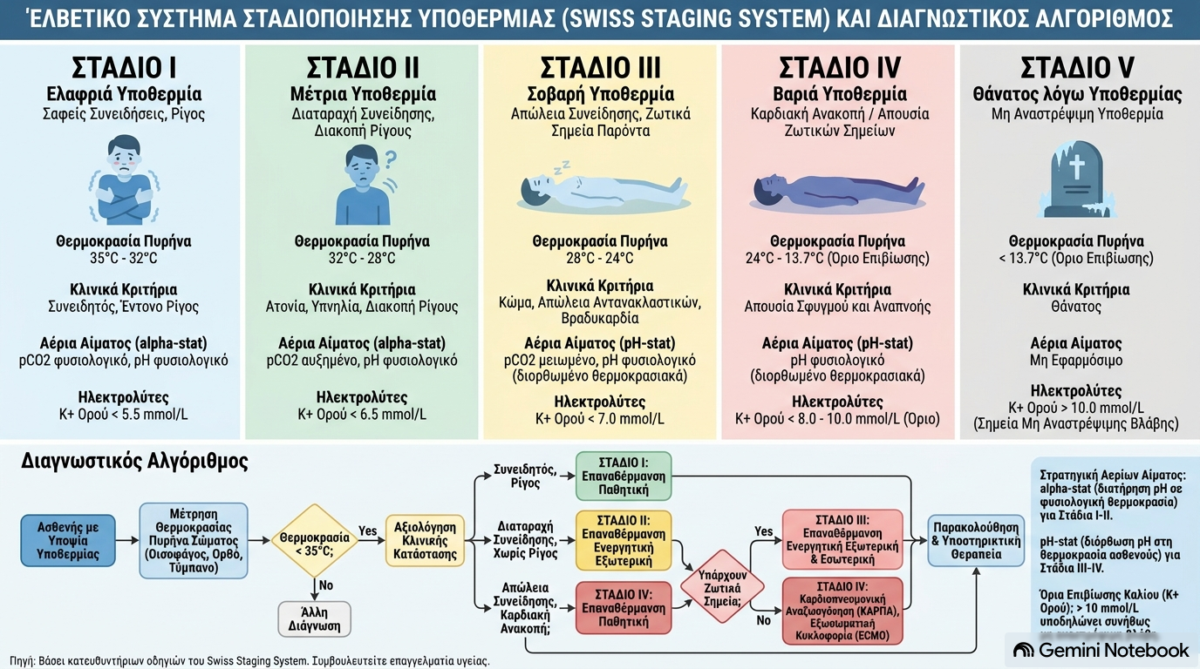 ἙΛΒΕΤΙΚΟ ΣΥΣΤΗΜΑ ΣΤΑΔΙΟΠΟΙΗΣΗΣ ΥΠΟΘΕΡΜΙΑΣ (SWISS STAGING SYSTEM) ΚΑΙ ΔΙΑΓΝΩΣΤΙΚΟΣ ΑΛΓΟΡΙΘΜΟΣ
ΣΤΑΔΙΟ I
Ελαφριά Υποθερμία
Σαφείς Συνειδήσεις, Ρίγος
Θερμοκρασία Πυρήνα
35°C - 32°C
Κλινικά Κριτήρια
Συνειδητός, Έντονο Ρίγος
Αέρια Αίματος (alpha-stat)
pCO2 φυσιολογικό, pH φυσιολογικό
Ηλεκτρολύτες
K+ Ορού < 5.5 mmol/L
ΣΤΑΔΙΟ II
Μέτρια Υποθερμία
Διαταραχή Συνείδησης,
Διακοπή Ρίγους
?
Θερμοκρασία Πυρήνα
32°C - 28°C
Κλινικά Κριτήρια
Ατονία, Υπνηλία, Διακοπή Ρίγους
Αέρια Αίματος (alpha-stat)
pCO2 αυξημένο, pH φυσιολογικό
Ηλεκτρολύτες
K+ Ορού < 6.5 mmol/L
ΣΤΑΔΙΟ III
Σοβαρή Υποθερμία
Απώλεια Συνείδησης, Ζωτικά
Σημεία Παρόντα
zzz
Θερμοκρασία Πυρήνα
28°C - 24°C
Κλινικά Κριτήρια
Κώμα, Απώλεια Αντανακλαστικών,
Βραδυκαρδία
Αέρια Αίματος (pH-stat)
pCO2 μειωμένο, pH φυσιολογικό
(διορθωμένο θερμοκρασιακά)
Ηλεκτρολύτες
K+ Ορού < 7.0 mmol/L
ΣΤΑΔΙΟ IV
Βαριά Υποθερμία
Καρδιακή Ανακοπή / Απουσία
Ζωτικών Σημείων
Θερμοκρασία Πυρήνα
24°C - 13.7°C (Όριο Επιβίωσης)
Κλινικά Κριτήρια
Απουσία Σφυγμού και Αναπνοής
Αέρια Αίματος (pH-stat)
pH φυσιολογικό
(διορθωμένο θερμοκρασιακά)
Ηλεκτρολύτες
K+ Ορού < 8.0 - 10.0 mmol/L (Όριο)
ΣΤΑΔΙΟ V
Θάνατος λόγω Υποθερμίας
Μη Αναστρέψιμη Υποθερμία
Θερμοκρασία Πυρήνα
< 13.7°C (Όριο Επιβίωσης)
Κλινικά Κριτήρια
Θάνατος
Αέρια Αίματος
Μη Εφαρμόσιμο
Ηλεκτρολύτες
K+ Ορού > 10.0 mmol/L
(Σημεία Μη Αναστρέψιμης Βλάβης)
Διαγνωστικός Αλγόριθμος
Ασθενής με
Υποψία
Υποθερμίας
Μέτρηση
Θερμοκρασίας
Πυρήνα Σώματος
(Οισοφάγος, Ορθό,
Τύμπανο)
Θερμοκρασία
< 35°C;
Yes
No
Άλλη
Διάγνωση
Αξιολόγηση
Κλινικής
Κατάστασης
Συνειδητός,
Ρίγος
ΣΤΑΔΙΟ I:
Επαναθέρμανση
Παθητική
Διαταραχή
Συνείδησης,
Χωρίς Ρίγος
ΣΤΑΔΙΟ II:
Επαναθέρμανση
Ενεργητική
Εξωτερική
Απώλεια
Συνείδησης,
Καρδιακή
Ανακοπή;
ΣΤΑΔΙΟ IV:
Επαναθέρμανση
Παθητική
Υπάρχουν
Ζωτικά
Σημεία;
Yes
No
ΣΤΑΔΙΟ III:
Επαναθάρμαση
Ενεργητική Εξωτερική
& Εσωτερική
ΣΤΑΔΙΟ IV:
Καρδιοπνεμονική
(ΚΑΡΠΑ),
Κυκλοφορία (ECMO)
Παρακολούθηση
& Υποστηρικτική
Θεραπεία
Στρατηγική Αερίων Αίματος:
alpha-stat (διατήρηση pH σε
φυσιολογική θερμοκρασία)
για Στάδια I-II.
pH-stat (διόρθωση pH στη
θερμοκρασία ασθενούς) για
Στάδια III-IV.
Όρια Επιβίωσης Καλίου (K+
Ορού); > 10 mmol/L
υποδηλώνει συνήθως
Gemini Notebook
Πηγή: Βάσει κατευθυντήριων οδηγιών του Swiss Staging System. Συμβουλευτείτε επαγγελματία υγείας.